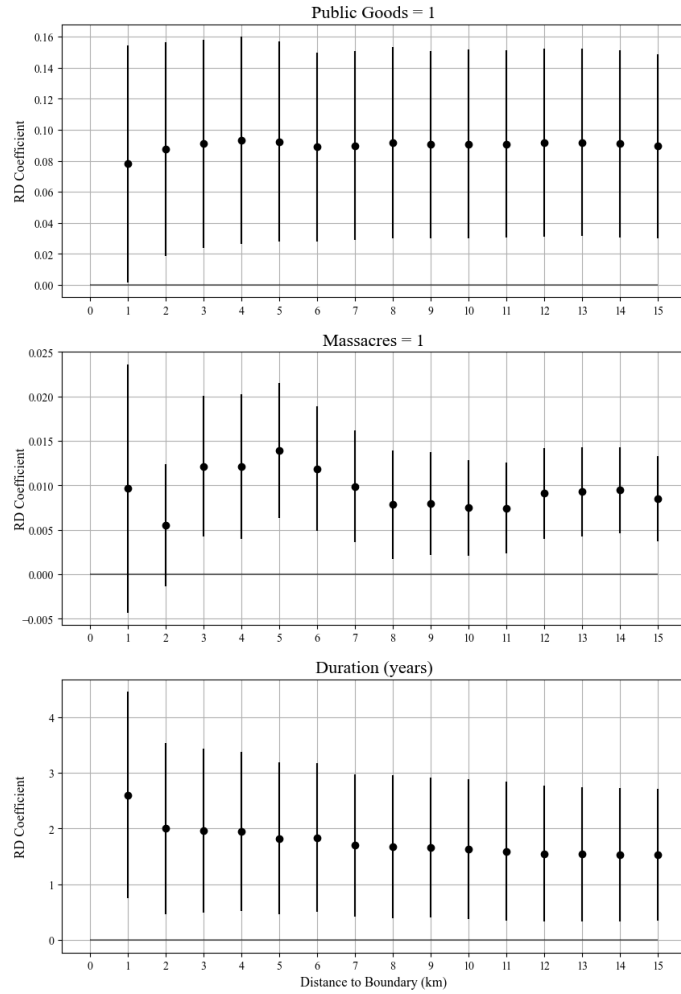 Public Goods = 1
RD Coefficient
0.16
0.14
0.12
0.10
0.08
0.06
0.04
0.02
0.00
0 1 2 3 4 5 6 7 8 9 10 11 12 13 14 15
Massacres = 1
RD Coefficient
0.025
0.020
0.015
0.010
0.005
0.000
−0.005
0 1 2 3 4 5 6 7 8 9 10 11 12 13 14 15
Duration (years)
RD Coefficient
4
3
2
1
0
0 1 2 3 4 5 6 7 8 9 10 11 12 13 14 15
Distance to Boundary (km)